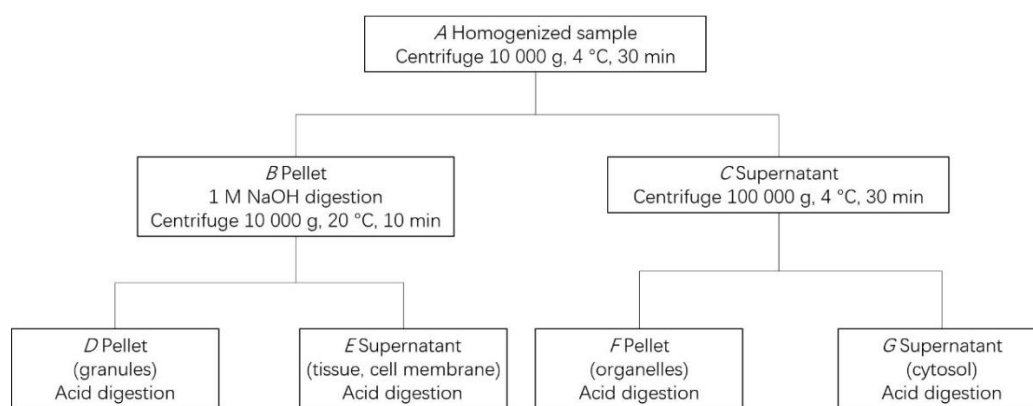 A Homogenized sample
Centrifuge 10 000 g, 4 °C, 30 min
B Pellet
1 M NaOH digestion
Centrifuge 10 000 g, 20 °C, 10 min
C Supernatant
Centrifuge 100 000 g, 4 °C, 30 min
D Pellet
(granules)
Acid digestion
E Supernatant
(tissue, cell membrane)
Acid digestion
F Pellet
(organelles)
Acid digestion
G Supernatant
(cytosol)
Acid digestion